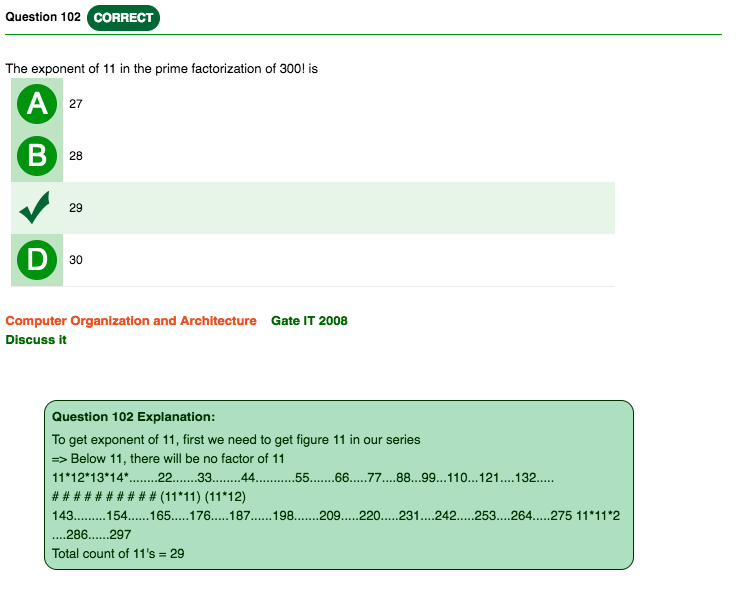 Question 102 CORRECT
The exponent of 11 in the prime factorization of 300! is
A 27
B 28
29
D 30
Computer Organization and Architecture Gate IT 2008
Discuss it
Question 102 Explanation:
To get exponent of 11, first we need to get figure 11 in our series
=> Below 11, there will be no factor of 11
11*12*13*14*........22.......33........44...........55.......66.....77....88...99...110...121....132.....
# # # # # # # # # # (11*11) (11*12)
143.........154......165.....176.....187......198.......209.....220.....231....242.....253....264.....275 11*11*2
....286......297
Total count of 11's = 29